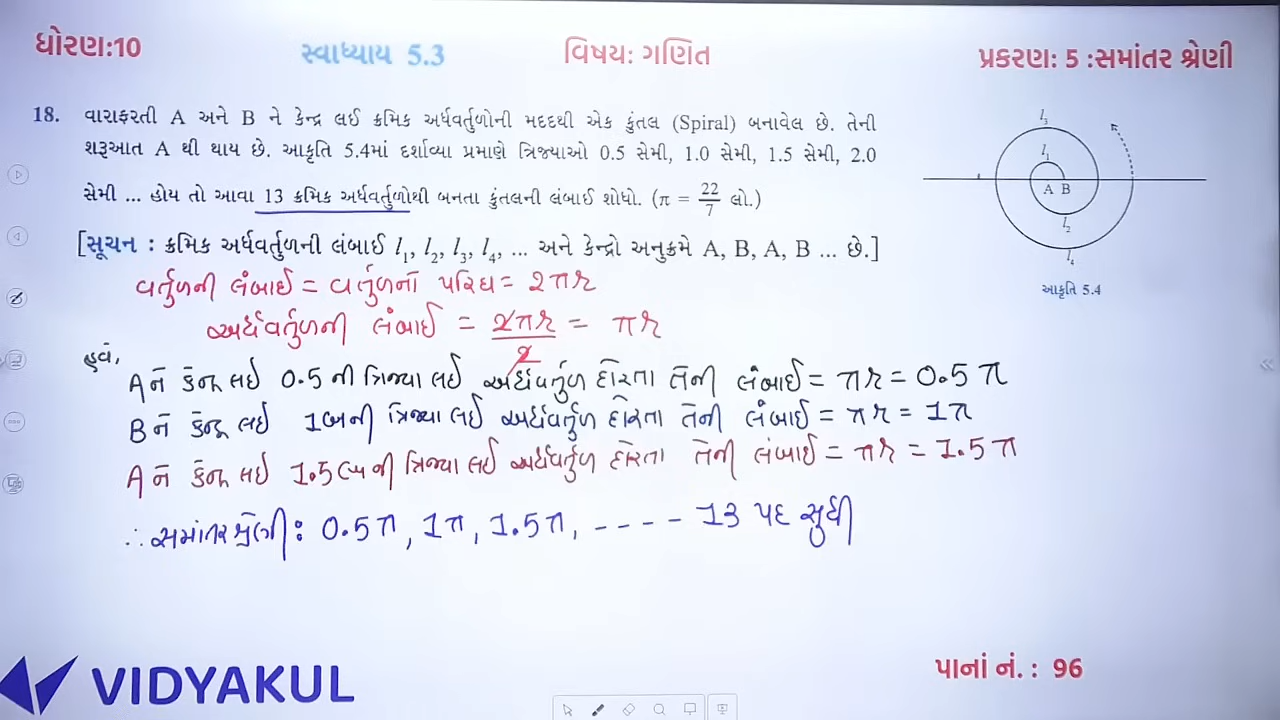 ધોરણ:10 સ્વાધ્યાય 5.3 વિષય: ગણિત પ્રકરણ: 5 :સમાંતર શ્રેણી
18. વારાફરતી A અને B ને કેન્દ્ર લઈ ક્રમિક અર્ધવર્તુળોની મદદથી એક કુંતલ (Spiral) બનાવેલ છે. તેની
શરૂઆત A થી થાય છે. આકૃતિ 5.4માં દર્શાવ્યા પ્રમાણે ત્રિજ્યાઓ 0.5 સેમી, 1.0 સેમી, 1.5 સેમી, 2.0
સેમી ... હોય તો આવા 13 ક્રમિક અર્ધવર્તુળોથી બનતા કુંતલની લંબાઈ શોધો. (π = 22/7 લો.)
[સૂચન : ક્રમિક અર્ધવર્તુળની લંબાઈ l₁, l₂, l₃, l₄, ... અને કેન્દ્રો અનુક્રમે A, B, A, B ... છે.]
l₃
l₁
A B
l₂
l₄
આકૃતિ 5.4
વર્તુળની લંબાઈ = વર્તુળનો પરિઘ = 2πr
અર્ધવર્તુળની લંબાઈ = 2πr/2 = πr
હવે,
A ને કેન્દ્ર લઈ 0.5 ની ત્રિજ્યા લઈ અર્ધવર્તુળ દોરતા તેની લંબાઈ = πr = 0.5 π
B ને કેન્દ્ર લઈ ત્રિજ્યા લઈ અર્ધવર્તુળ દોરતા તેની લંબાઈ = πr = 1π
A ને કેન્દ્ર લઈ ત્રિજ્યા લઈ અર્ધવર્તુળ દોરતા તેની લંબાઈ = πr = 1.5 π
∴ સમાંતર શ્રેણી : 0.5π, 1π, 1.5π, ---- 13 પદ સુધી
VIDYAKUL
પાનાં નં. : 96